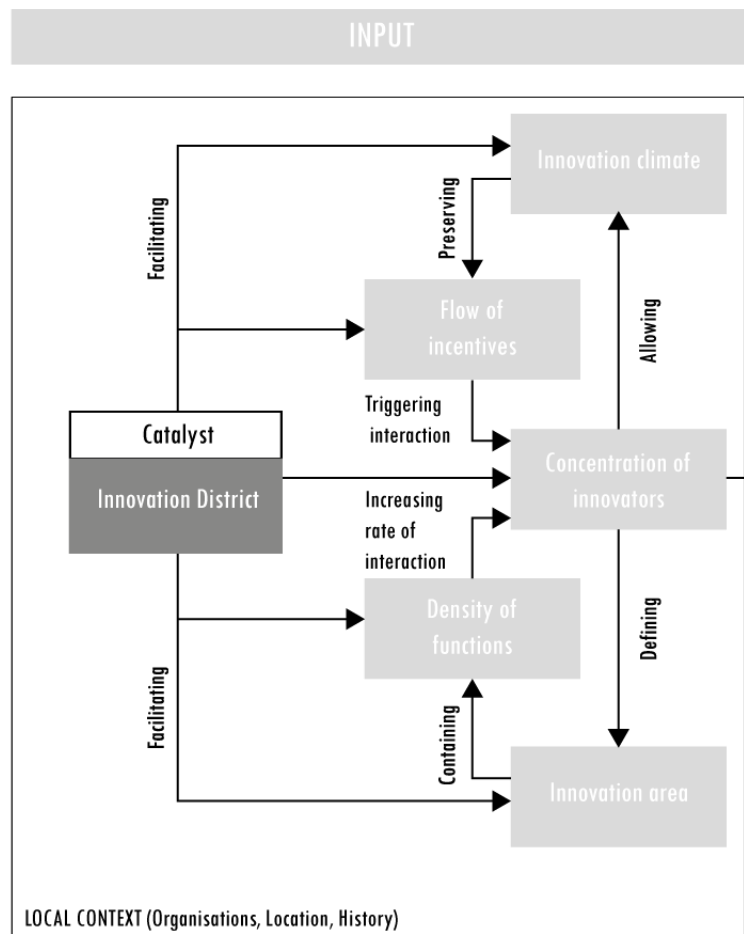 INPUT
Innovation climate
Facilitating
Preserving
Flow of
incentives
Allowing
Triggering
interaction
Catalyst
Innovation District
Concentration of
innovators
Increasing
rate of
interaction
Density of
functions
Defining
Facilitating
Containing
Innovation area
LOCAL CONTEXT (Organisations, Location, History)